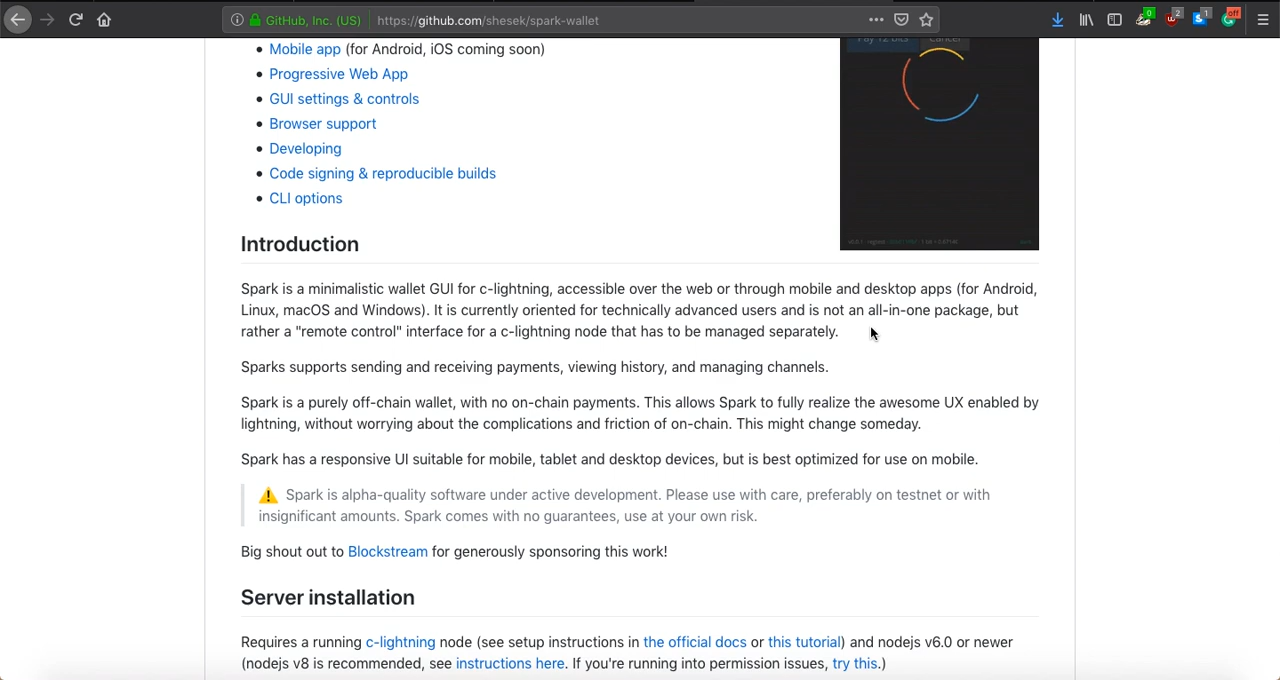 GitHub, Inc. (US) https://github.com/shesek/spark-wallet
0 2 1 off
Mobile app (for Android, iOS coming soon)
Progressive Web App
GUI settings & controls
Browser support
Developing
Code signing & reproducible builds
CLI options
Pay 12 bits Cancel
Introduction
Spark is a minimalistic wallet GUI for c-lightning, accessible over the web or through mobile and desktop apps (for Android,
Linux, macOS and Windows). It is currently oriented for technically advanced users and is not an all-in-one package, but
rather a "remote control" interface for a c-lightning node that has to be managed separately.
Sparks supports sending and receiving payments, viewing history, and managing channels.
Spark is a purely off-chain wallet, with no on-chain payments. This allows Spark to fully realize the awesome UX enabled by
lightning, without worrying about the complications and friction of on-chain. This might change someday.
Spark has a responsive UI suitable for mobile, tablet and desktop devices, but is best optimized for use on mobile.
Spark is alpha-quality software under active development. Please use with care, preferably on testnet or with
insignificant amounts. Spark comes with no guarantees, use at your own risk.
Big shout out to Blockstream for generously sponsoring this work!
Server installation
Requires a running c-lightning node (see setup instructions in the official docs or this tutorial) and nodejs v6.0 or newer
(nodejs v8 is recommended, see instructions here. If you're running into permission issues, try this.)